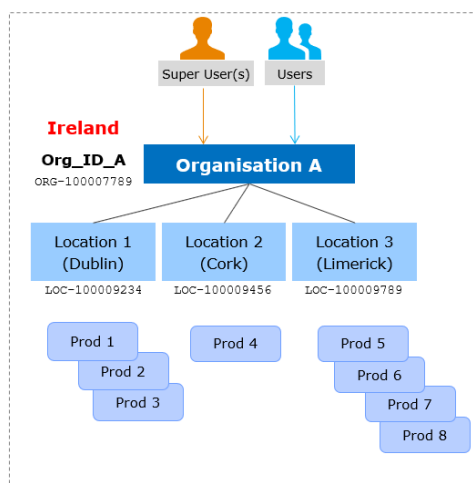 Super User(s)
Users
Ireland
Org_ID_A
ORG-100007789
Organisation A
Location 1
(Dublin)
Location 2
(Cork)
Location 3
(Limerick)
LOC-100009234
LOC-100009456
LOC-100009789
Prod 1
Prod 2
Prod 3
Prod 4
Prod 5
Prod 6
Prod 7
Prod 8